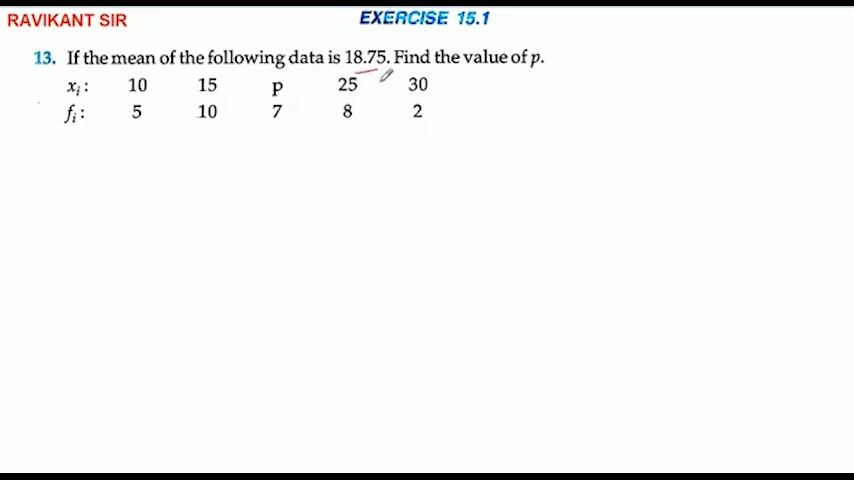 RAVIKANT SIR
EXERCISE 15.1
13. If the mean of the following data is 18.75. Find the value of p.
xᵢ: 10 15 p 25 30
fᵢ: 5 10 7 8 2